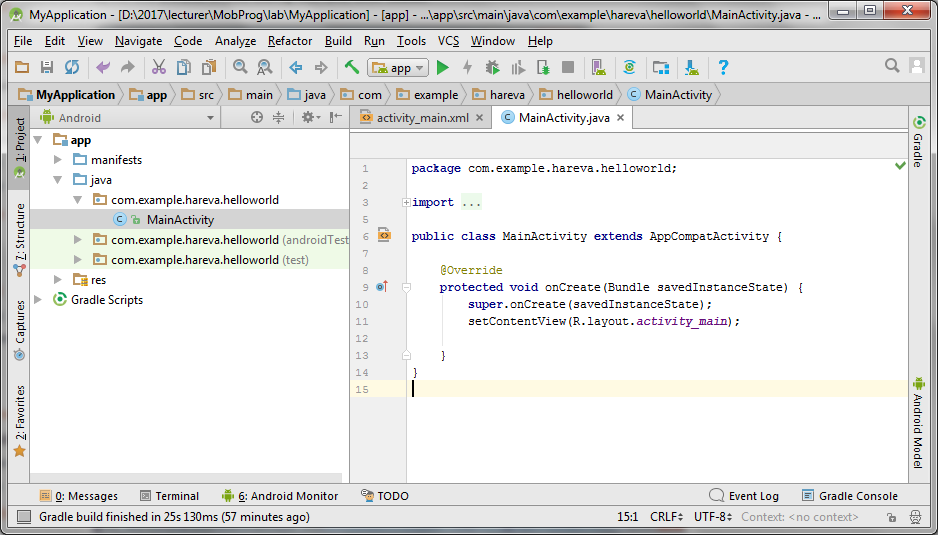 MyApplication - [D:\2017\lecturer\MobProg\lab\MyApplication] - [app] - ...\app\src\main\java\com\example\hareva\helloworld\MainActivity.java - ...
File Edit View Navigate Code Analyze Refactor Build Run Tools VCS Window Help
app
MyApplication app src main java com example hareva helloworld MainActivity
1: Project
7: Structure
Captures
2: Favorites
Android
app
manifests
java
com.example.hareva.helloworld
MainActivity
com.example.hareva.helloworld (androidTest
com.example.hareva.helloworld (test)
res
Gradle Scripts
activity_main.xml MainActivity.java
1 package com.example.hareva.helloworld;
2
3 import ...
5
6 public class MainActivity extends AppCompatActivity {
7
8 @Override
9 protected void onCreate(Bundle savedInstanceState) {
10 super.onCreate(savedInstanceState);
11 setContentView(R.layout.activity_main);
12
13 }
14 }
15
Gradle
Android Model
0: Messages Terminal 6: Android Monitor TODO Event Log Gradle Console
Gradle build finished in 25s 130ms (57 minutes ago) 15:1 CRLF UTF-8 Context: <no context>